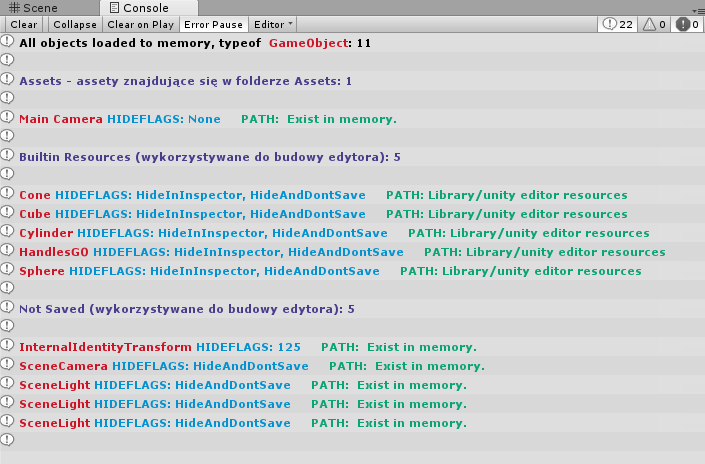 Scene Console
Clear Collapse Clear on Play Error Pause Editor 22 0 0
All objects loaded to memory, typeof GameObject: 11
Assets - assety znajdujące się w folderze Assets: 1
Main Camera HIDEFLAGS: None PATH: Exist in memory.
Builtin Resources (wykorzystywane do budowy edytora): 5
Cone HIDEFLAGS: HideInInspector, HideAndDontSave PATH: Library/unity editor resources
Cube HIDEFLAGS: HideInInspector, HideAndDontSave PATH: Library/unity editor resources
Cylinder HIDEFLAGS: HideInInspector, HideAndDontSave PATH: Library/unity editor resources
HandlesGO HIDEFLAGS: HideInInspector, HideAndDontSave PATH: Library/unity editor resources
Sphere HIDEFLAGS: HideInInspector, HideAndDontSave PATH: Library/unity editor resources
Not Saved (wykorzystywane do budowy edytora): 5
InternalIdentityTransform HIDEFLAGS: 125 PATH: Exist in memory.
SceneCamera HIDEFLAGS: HideAndDontSave PATH: Exist in memory.
SceneLight HIDEFLAGS: HideAndDontSave PATH: Exist in memory.
SceneLight HIDEFLAGS: HideAndDontSave PATH: Exist in memory.
SceneLight HIDEFLAGS: HideAndDontSave PATH: Exist in memory.